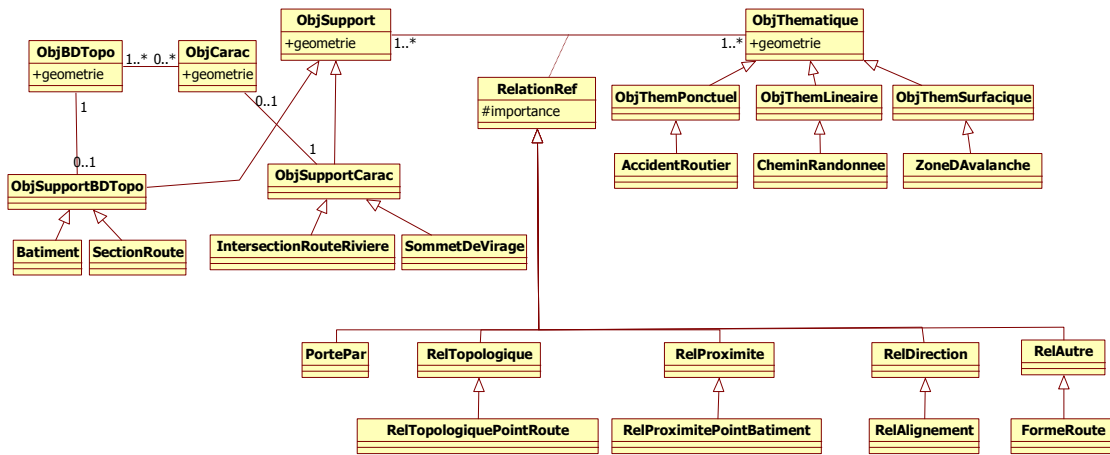 ObjSupport
+geometrie
ObjThematique
+geometrie
1..*
1..*
ObjBDTopo
+geometrie
1..*
0..*
ObjCarac
+geometrie
RelationRef
#importance
ObjThemPonctuel
ObjThemLineaire
ObjThemSurfacique
1
0..1
0..1
1
AccidentRoutier
CheminRandonnee
ZoneDAvalanche
ObjSupportBDTopo
ObjSupportCarac
Batiment
SectionRoute
IntersectionRouteRiviere
SommetDeVirage
PortePar
RelTopologique
RelProximite
RelDirection
RelAutre
RelTopologiquePointRoute
RelProximitePointBatiment
RelAlignement
FormeRoute